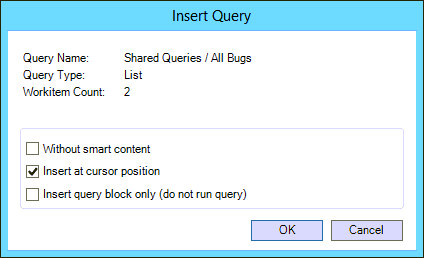 Insert Query
Query Name: Shared Queries / All Bugs
Query Type: List
Workitem Count: 2
Without smart content
Insert at cursor position
Insert query block only (do not run query)
OK Cancel